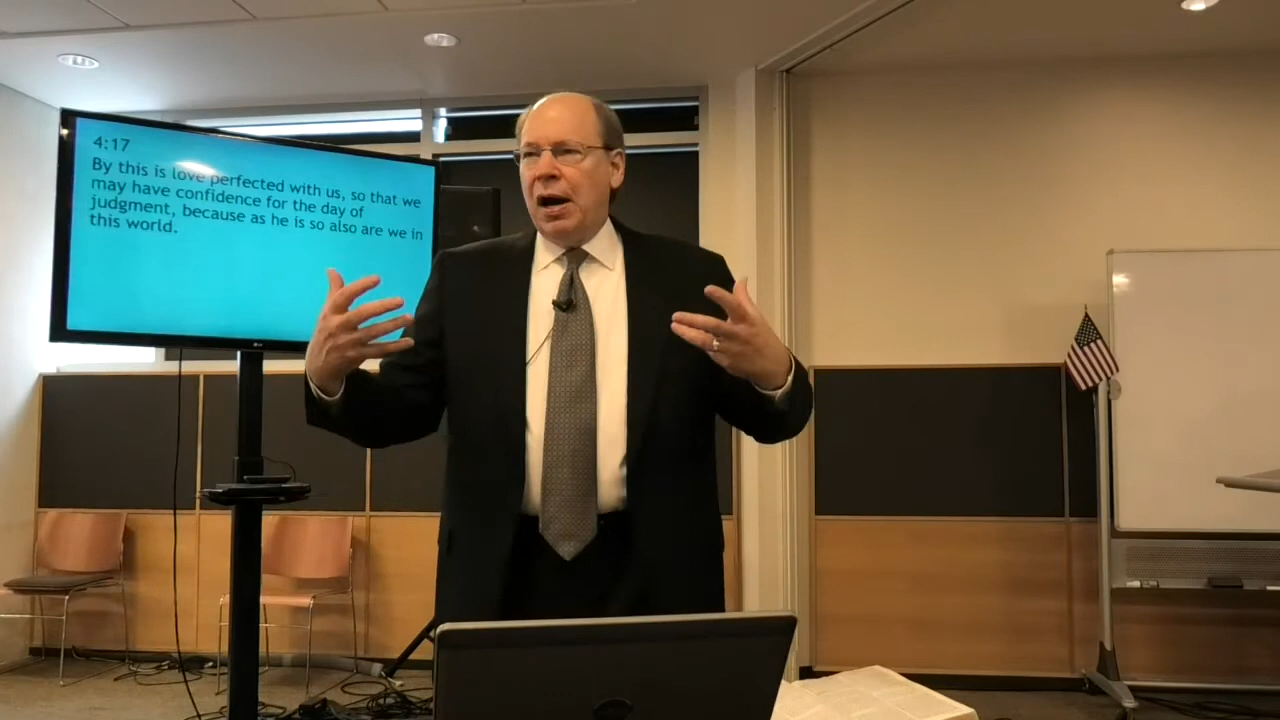 4:17
By this is love perfected with us, so that we
may have confidence for the day of
judgment, because as he is so also are we in
this world.
LG